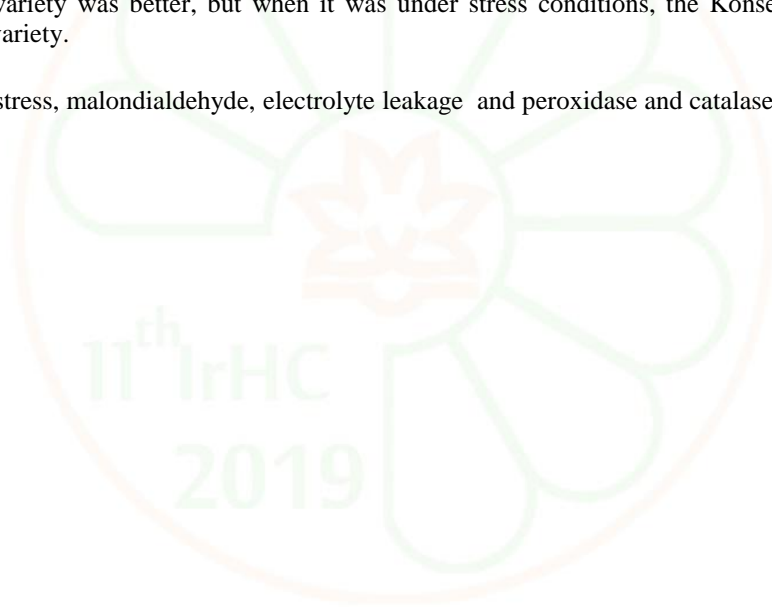 variety was better, but when it was under stress conditions, the Konse
variety.
stress, malondialdehyde, electrolyte leakage and peroxidase and catalase
11th IrHC
2019